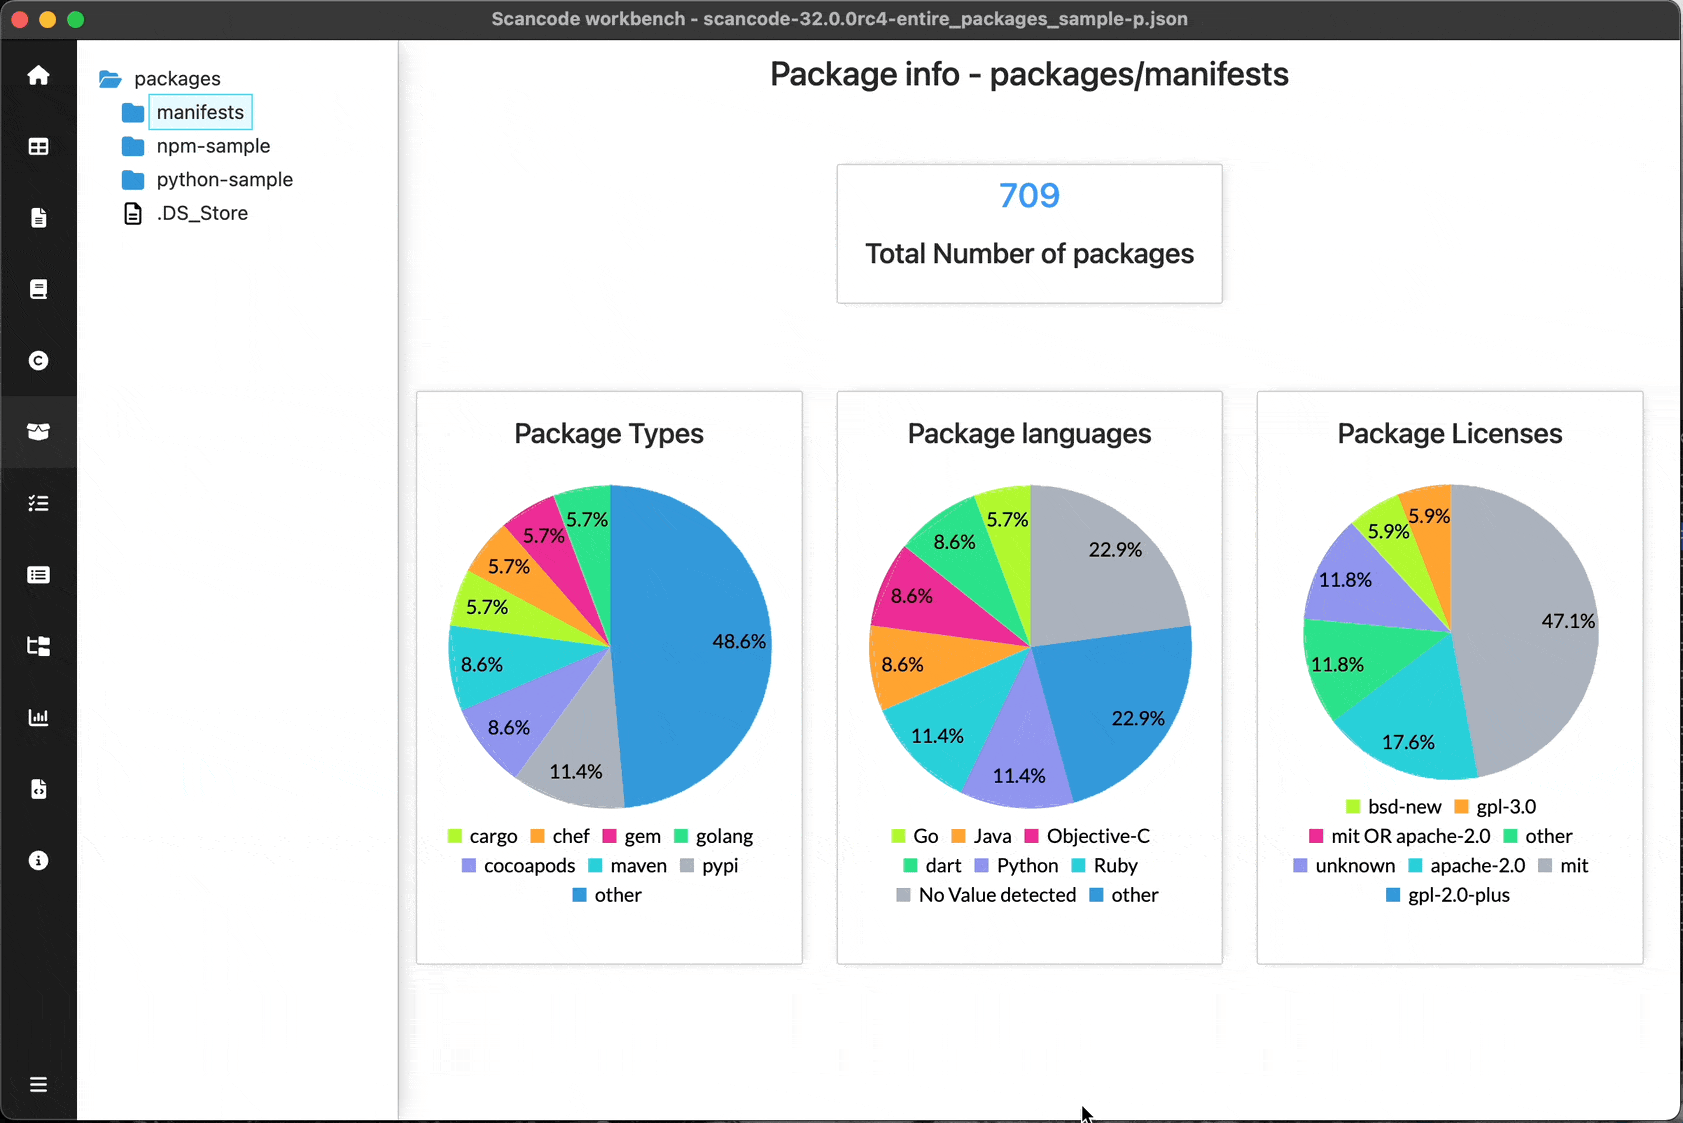 Scancode workbench - scancode-32.0.0rc4-entire_packages_sample-p.json
packages
manifests
npm-sample
python-sample
.DS_Store
Package info - packages/manifests
709
Total Number of packages
Package Types
5.7%
5.7%
5.7%
5.7%
48.6%
8.6%
8.6%
11.4%
cargo chef gem golang
cocoapods maven pypi
other
Package languages
5.7%
8.6%
22.9%
8.6%
8.6%
22.9%
11.4%
11.4%
Go Java Objective-C
dart Python Ruby
No Value detected other
Package Licenses
5.9%
5.9%
11.8%
47.1%
11.8%
17.6%
bsd-new gpl-3.0
mit OR apache-2.0 other
unknown apache-2.0 mit
gpl-2.0-plus